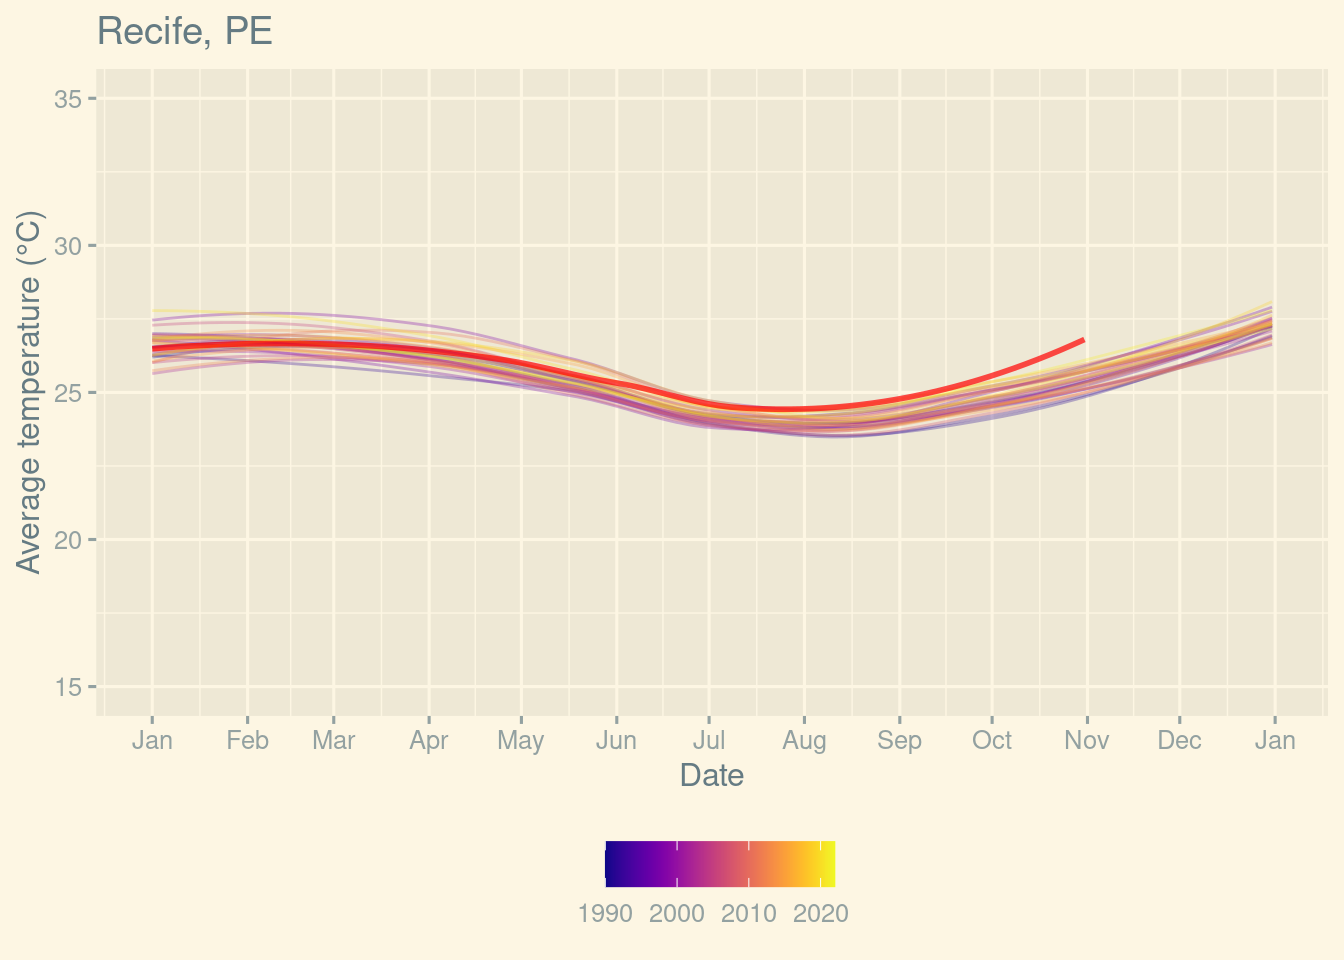 Recife, PE
Average temperature (°C)
35
30
25
20
15
Jan Feb Mar Apr May Jun Jul Aug Sep Oct Nov Dec Jan
Date
1990 2000 2010 2020